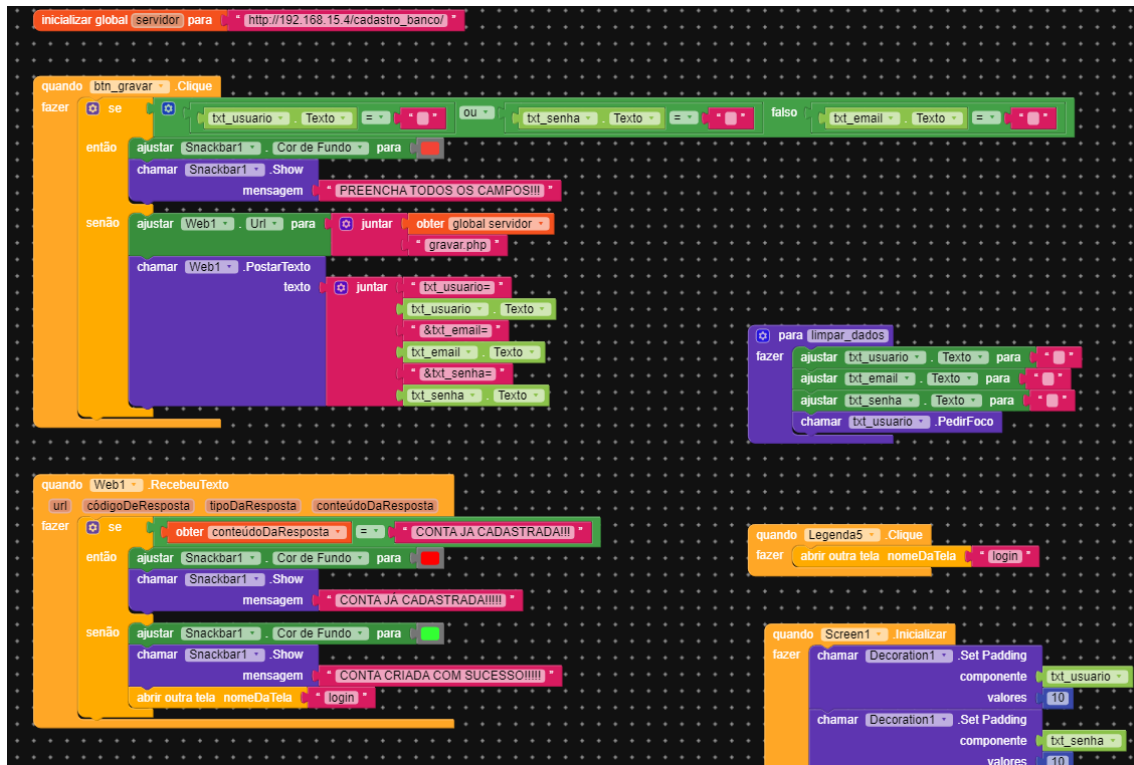 inicializar global servidor para " http://192.168.15.4/cadastro_banco/ "
quando btn_gravar .Clique
fazer se txt_usuario . Texto = " " ou txt_senha . Texto = " " falso txt_email . Texto = " "
então ajustar Snackbar1 . Cor de Fundo para
chamar Snackbar1 .Show
mensagem " PREENCHA TODOS OS CAMPOS!!! "
senão ajustar Web1 . Url para juntar obter global servidor
" gravar.php "
chamar Web1 .PostarTexto
texto juntar " txt_usuario= "
txt_usuario . Texto
" &txt_email= "
txt_email . Texto
" &txt_senha= "
txt_senha . Texto
para limpar_dados
fazer ajustar txt_usuario . Texto para " "
ajustar txt_email . Texto para " "
ajustar txt_senha . Texto para " "
chamar txt_usuario .PedirFoco
quando Web1 .RecebeuTexto
url códigoDeResposta tipoDaResposta conteúdoDaResposta
fazer se obter conteúdoDaResposta = " CONTA JA CADASTRADA!!! "
então ajustar Snackbar1 . Cor de Fundo para
chamar Snackbar1 .Show
mensagem " CONTA JÁ CADASTRADA!!!!! "
senão ajustar Snackbar1 . Cor de Fundo para
chamar Snackbar1 .Show
mensagem " CONTA CRIADA COM SUCESSO!!!!! "
abrir outra tela nomeDaTela " login "
quando Legenda5 .Clique
fazer abrir outra tela nomeDaTela " login "
quando Screen1 .Inicializar
fazer chamar Decoration1 .Set Padding
componente txt_usuario
valores 10
chamar Decoration1 .Set Padding
componente txt_senha
valores 10